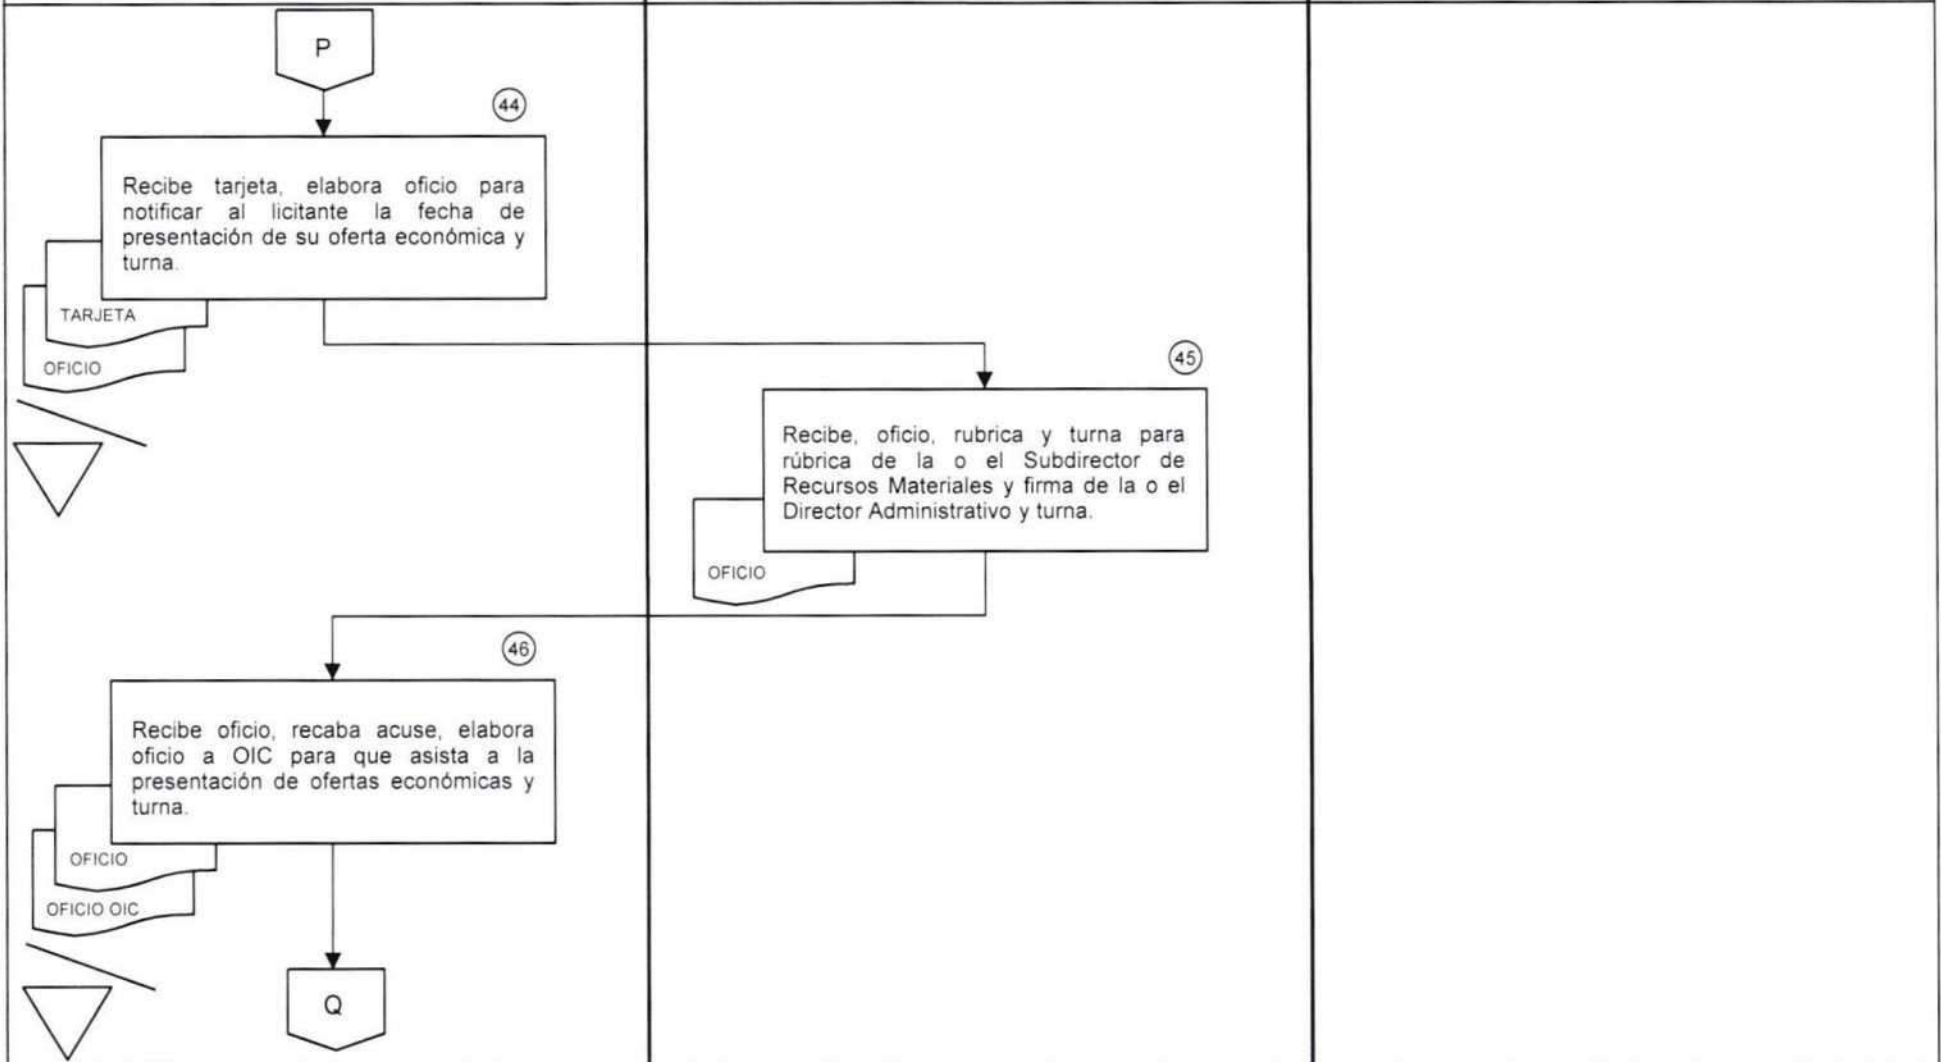 P
44
Recibe tarjeta, elabora oficio para
notificar al licitante la fecha de
presentación de su oferta económica y
turna.
TARJETA
OFICIO
45
Recibe, oficio, rubrica y turna para
rúbrica de la o el Subdirector de
Recursos Materiales y firma de la o el
Director Administrativo y turna.
OFICIO
46
Recibe oficio, recaba acuse, elabora
oficio a OIC para que asista a la
presentación de ofertas económicas y
turna.
OFICIO
OFICIO OIC
Q